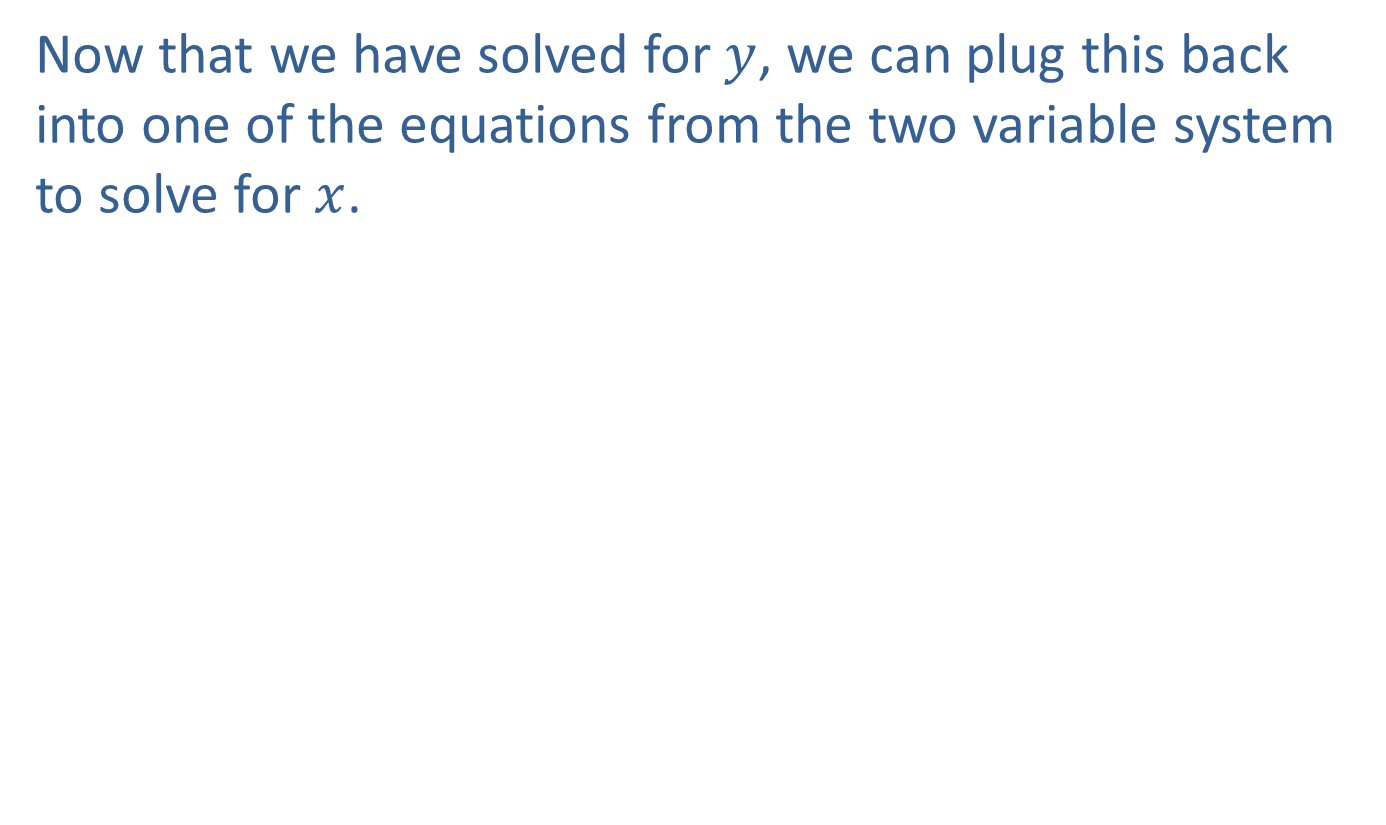 Now that we have solved for y, we can plug this back
into one of the equations from the two variable system
to solve for x.